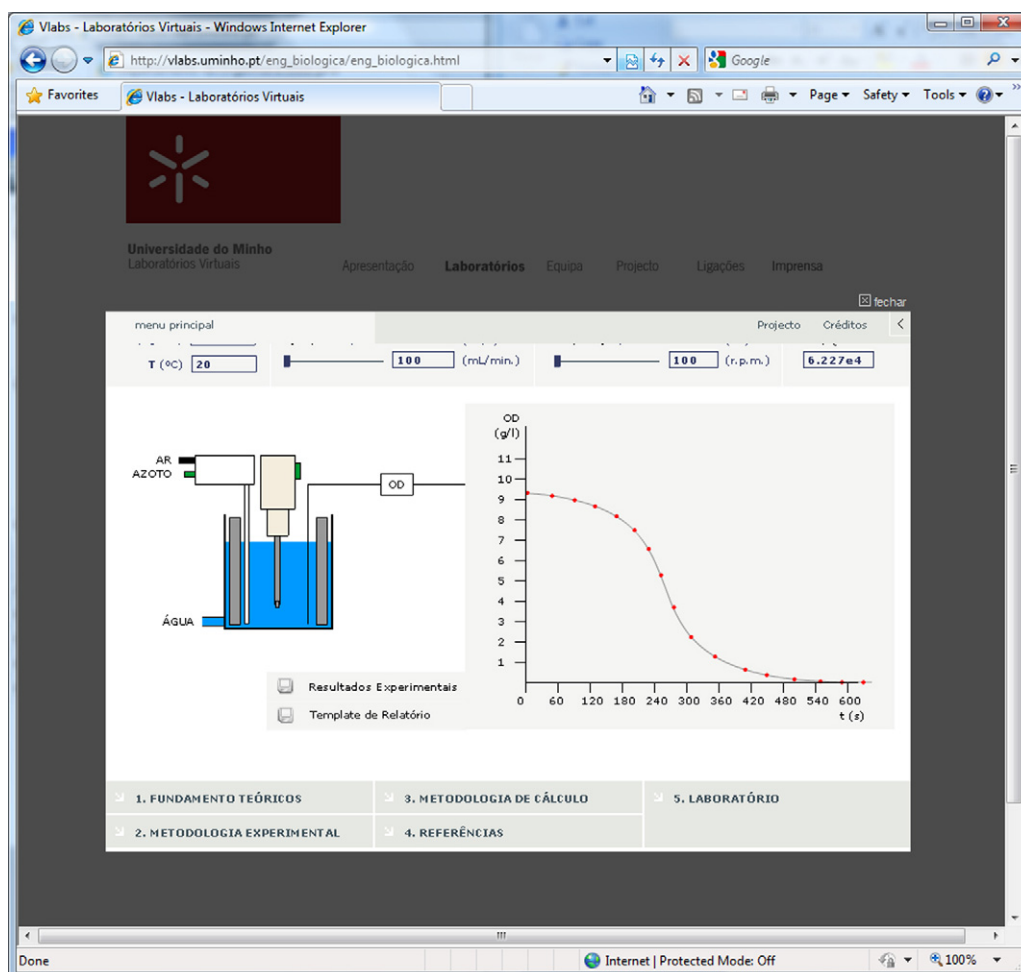 Vlabs - Laboratórios Virtuais - Windows Internet Explorer
http://vlabs.uminho.pt/eng_biologica/eng_biologica.html
Google
Favorites
Vlabs - Laboratórios Virtuais
Page
Safety
Tools
Universidade do Minho
Laboratórios Virtuais
Apresentação
Laboratórios
Equipa
Projecto
Ligações
Imprensa
fechar
menu principal
Projecto
Créditos
T (ºC) 20
100 (mL/min.)
100 (r.p.m.)
6.227e4
AR
AZOTO
OD
ÁGUA
OD
(g/l)
11
10
9
8
7
6
5
4
3
2
1
0 60 120 180 240 300 360 420 480 540 600
t (s)
Resultados Experimentais
Template de Relatório
1. FUNDAMENTO TEÓRICOS
3. METODOLOGIA DE CÁLCULO
5. LABORATÓRIO
2. METODOLOGIA EXPERIMENTAL
4. REFERÊNCIAS
Done
Internet | Protected Mode: Off
100%